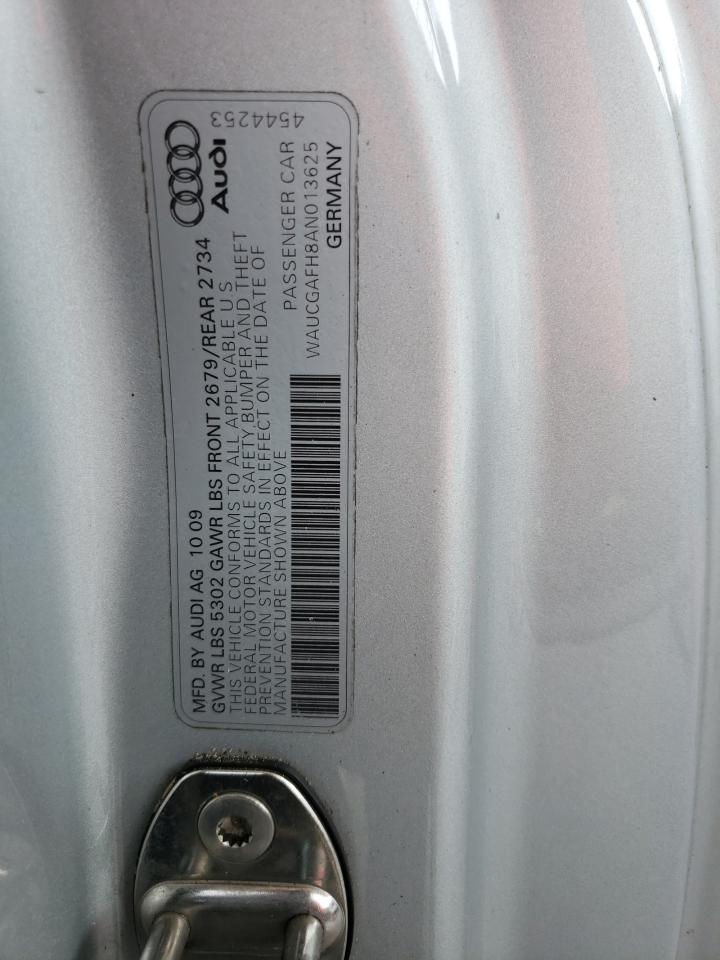 MFD. BY AUDI AG 10 09
GVWR LBS 5302 GAWR LBS FRONT 2679/REAR 2734
THIS VEHICLE CONFORMS TO ALL APPLICABLE U S
FEDERAL MOTOR VEHICLE SAFETY, BUMPER AND THEFT
PREVENTION STANDARDS IN EFFECT ON THE DATE OF
MANUFACTURE SHOWN ABOVE
Audi
4544253
PASSENGER CAR
WAUCGAFH8AN013625
GERMANY